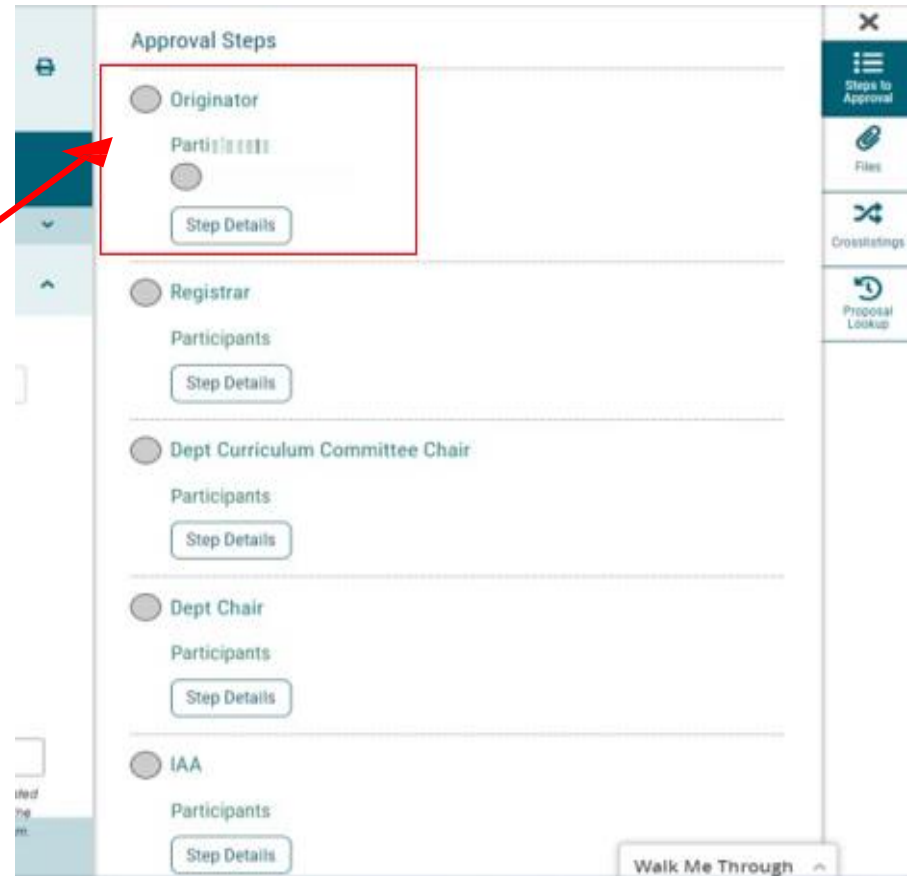 Approval Steps
Originator
Step Details
Registrar
Participants
Step Details
Dept Curriculum Committee Chair
Participants
Step Details
Dept Chair
Participants
Step Details
IAA
Participants
Step Details
Steps to
Approval
Files
Crosslistings
Proposal
Lookup
Walk Me Through